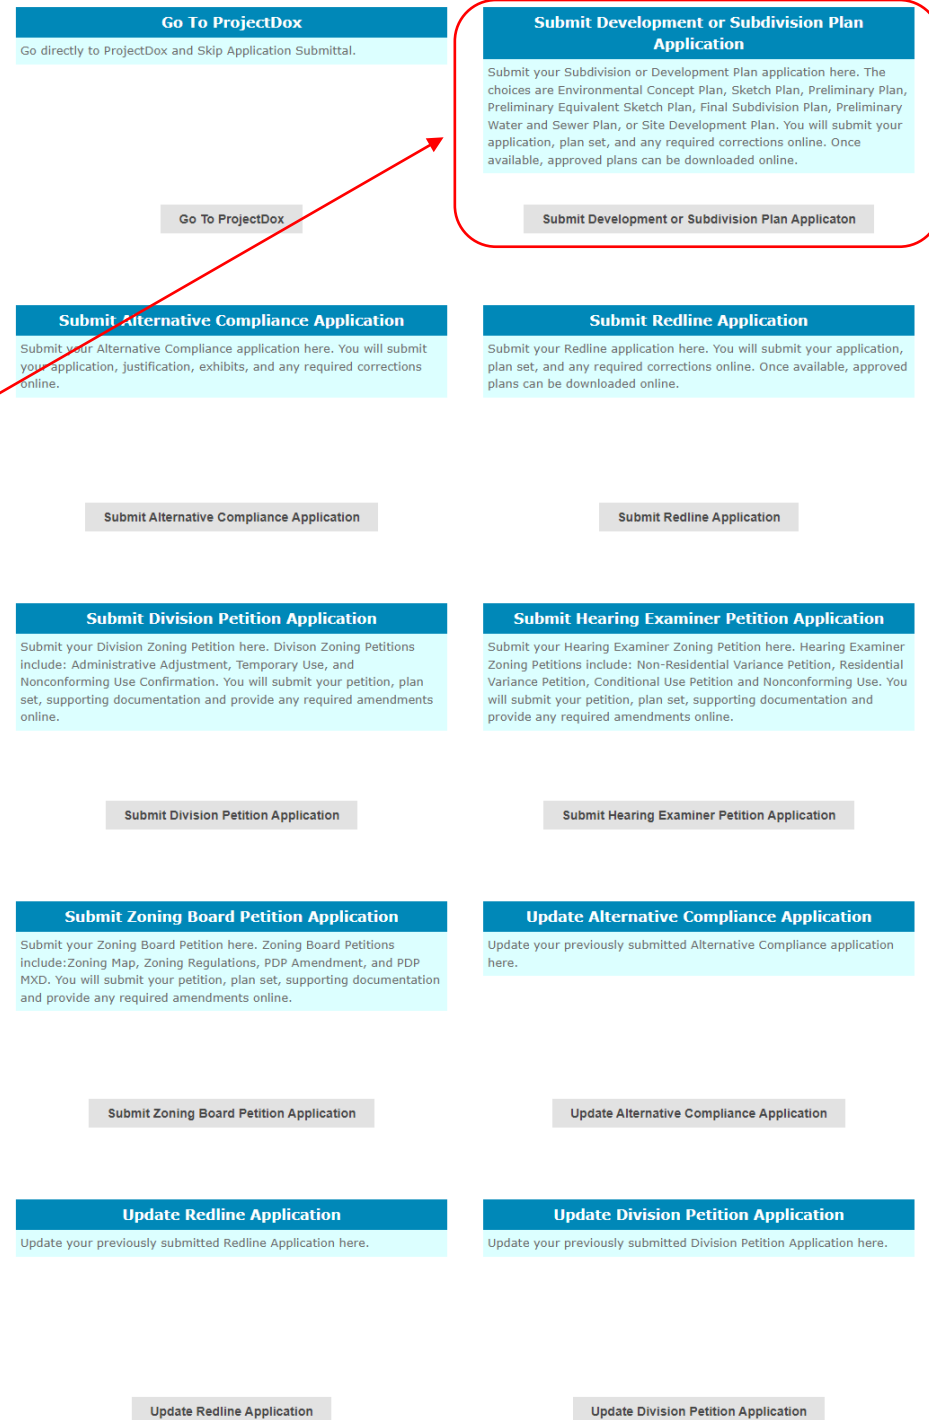 Go To ProjectDox
Go directly to ProjectDox and Skip Application Submittal.
Go To ProjectDox
Submit Development or Subdivision Plan
Application
Submit your Subdivision or Development Plan application here. The
choices are Environmental Concept Plan, Sketch Plan, Preliminary Plan,
Preliminary Equivalent Sketch Plan, Final Subdivision Plan, Preliminary
Water and Sewer Plan, or Site Development Plan. You will submit your
application, plan set, and any required corrections online. Once
available, approved plans can be downloaded online.
Submit Development or Subdivision Plan Applicaton
Submit Alternative Compliance Application
Submit your Alternative Compliance application here. You will submit
your application, justification, exhibits, and any required corrections
online.
Submit Alternative Compliance Application
Submit Redline Application
Submit your Redline application here. You will submit your application,
plan set, and any required corrections online. Once available, approved
plans can be downloaded online.
Submit Redline Application
Submit Division Petition Application
Submit your Division Zoning Petition here. Divison Zoning Petitions
include: Administrative Adjustment, Temporary Use, and
Nonconforming Use Confirmation. You will submit your petition, plan
set, supporting documentation and provide any required amendments
online.
Submit Division Petition Application
Submit Hearing Examiner Petition Application
Submit your Hearing Examiner Zoning Petition here. Hearing Examiner
Zoning Petitions include: Non-Residential Variance Petition, Residential
Variance Petition, Conditional Use Petition and Nonconforming Use. You
will submit your petition, plan set, supporting documentation and
provide any required amendments online.
Submit Hearing Examiner Petition Application
Submit Zoning Board Petition Application
Submit your Zoning Board Petition here. Zoning Board Petitions
include:Zoning Map, Zoning Regulations, PDP Amendment, and PDP
MXD. You will submit your petition, plan set, supporting documentation
and provide any required amendments online.
Submit Zoning Board Petition Application
Update Alternative Compliance Application
Update your previously submitted Alternative Compliance application
here.
Update Alternative Compliance Application
Update Redline Application
Update your previously submitted Redline Application here.
Update Redline Application
Update Division Petition Application
Update your previously submitted Division Petition Application here.
Update Division Petition Application